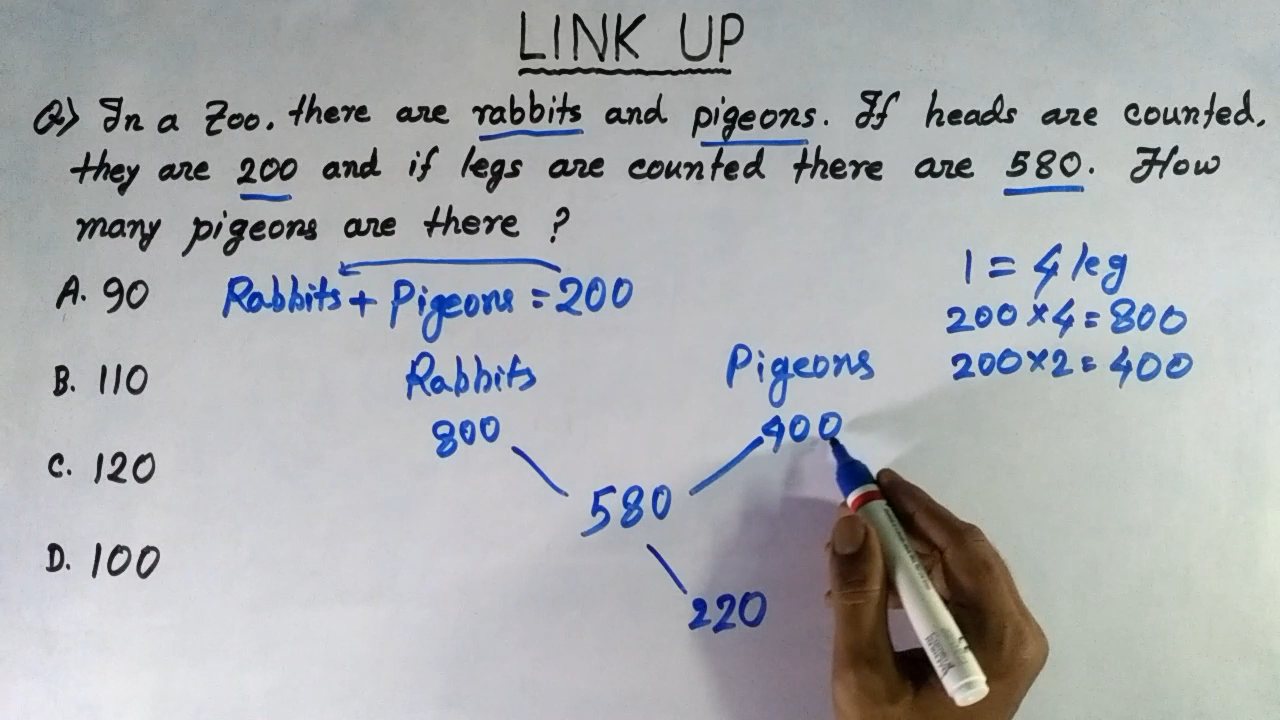 LINK UP
Q) In a Zoo, there are rabbits and pigeons. If heads are counted,
they are 200 and if legs are counted there are 580. How
many pigeons are there ?
A. 90
Rabbits + Pigeons = 200
1 = 4 leg
200 × 4 = 800
200 × 2 = 400
B. 110
Rabbits
Pigeons
800
400
C. 120
580
D. 100
220